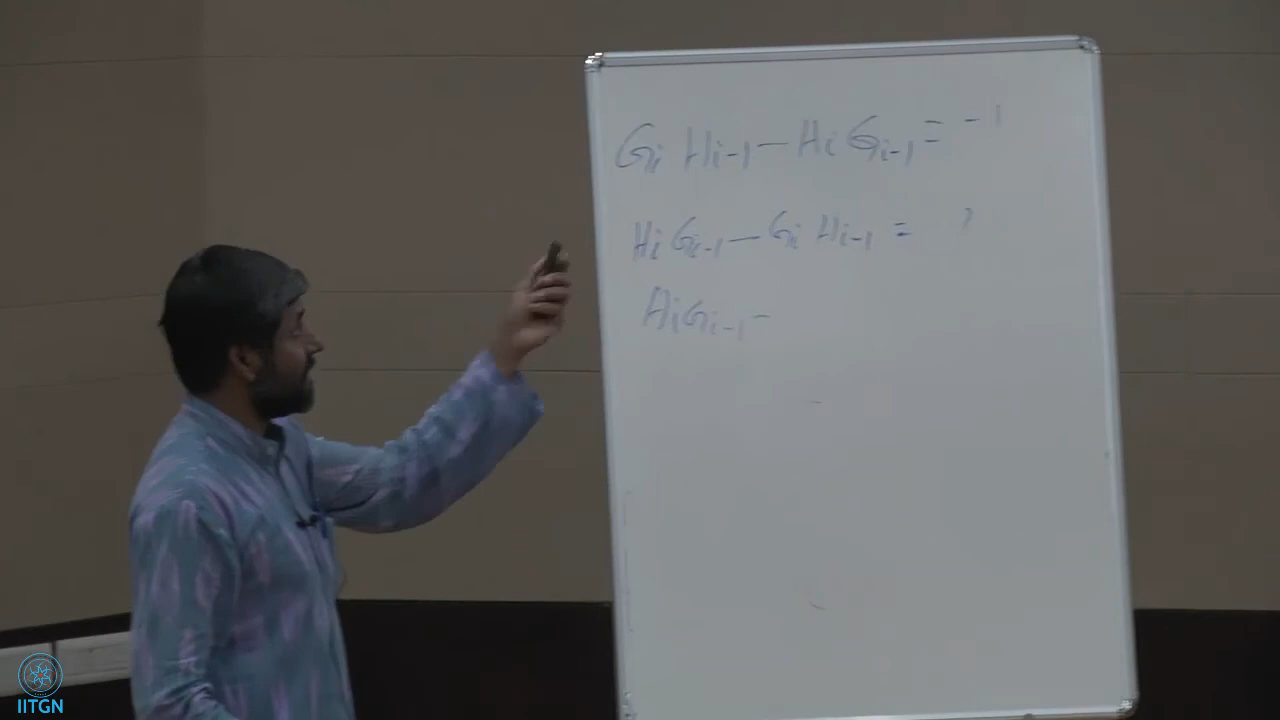 Gi Hi-1 — Hi Gi-1 = -1
Hi Gi-1 — Gi Hi-1 = ?
Hi Gi-1 -
IITGN